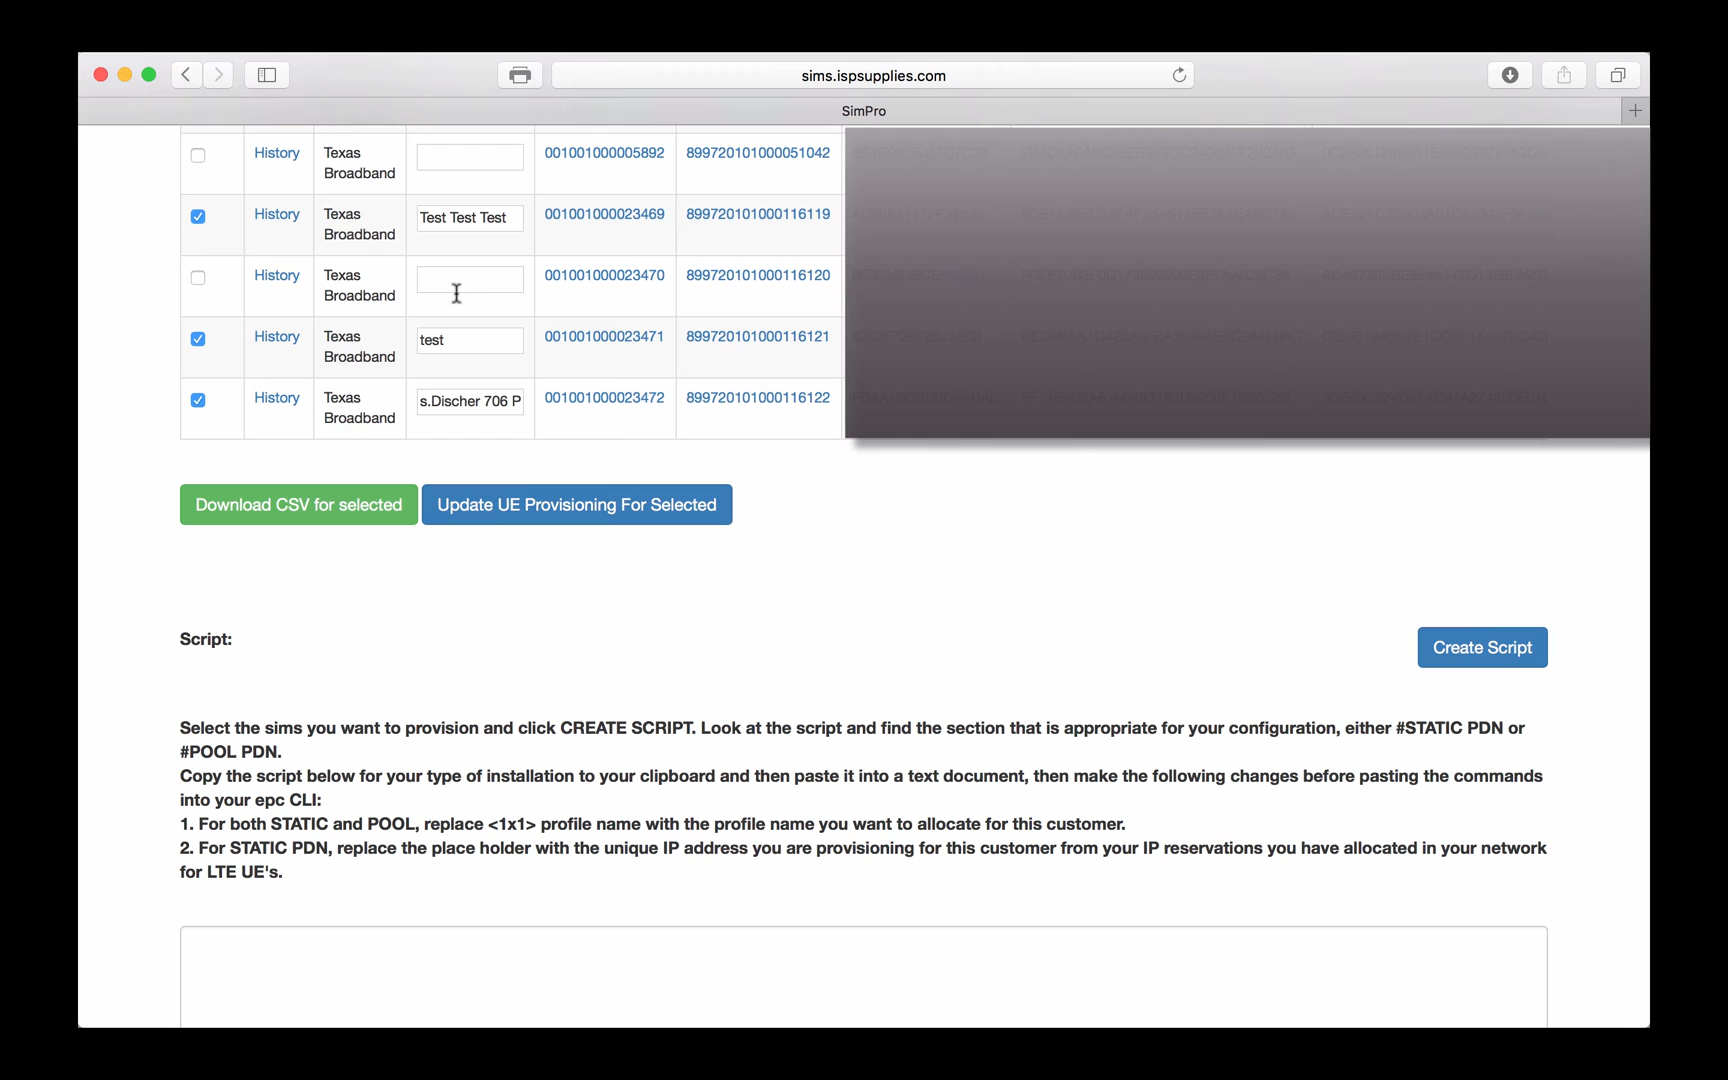 sims.ispsupplies.com
SimPro
History Texas Broadband 001001000005892 899720101000051042
History Texas Broadband Test Test Test 001001000023469 899720101000116119
History Texas Broadband 001001000023470 899720101000116120
History Texas Broadband test 001001000023471 899720101000116121
History Texas Broadband s.Discher 706 P 001001000023472 899720101000116122
Download CSV for selected Update UE Provisioning For Selected
Script:
Create Script
Select the sims you want to provision and click CREATE SCRIPT. Look at the script and find the section that is appropriate for your configuration, either #STATIC PDN or
#POOL PDN.
Copy the script below for your type of installation to your clipboard and then paste it into a text document, then make the following changes before pasting the commands
into your epc CLI:
1. For both STATIC and POOL, replace <1x1> profile name with the profile name you want to allocate for this customer.
2. For STATIC PDN, replace the place holder with the unique IP address you are provisioning for this customer from your IP reservations you have allocated in your network
for LTE UE's.